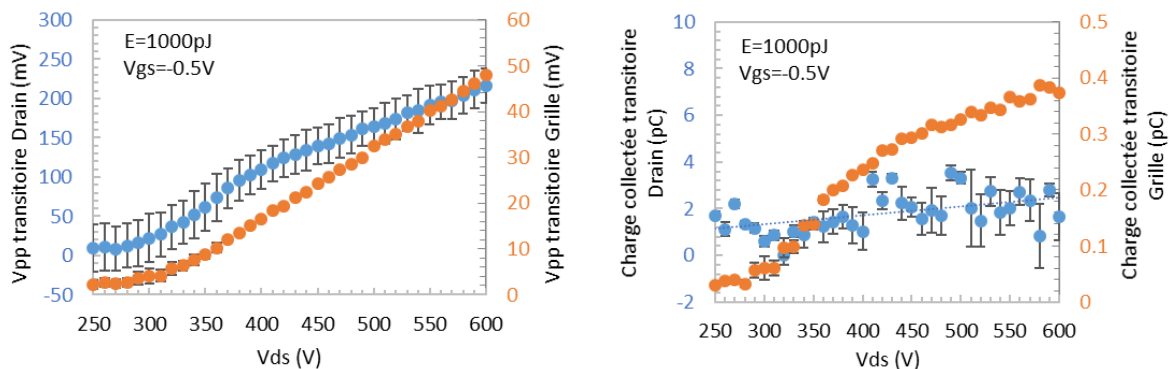 Vpp transitoire Drain (mV)
300
250
200
150
100
50
0
-50
E=1000pJ
Vgs=-0.5V
60
50
40
30
20
10
0
Vpp transitoire Grille (mV)
250 300 350 400 450 500 550 600
Vds (V)
Charge collectée transitoire
Drain (pC)
10
8
6
4
2
0
-2
E=1000pJ
Vgs=-0.5V
0.5
0.4
0.3
0.2
0.1
0
Charge collectée transitoire
Grille (pC)
250 300 350 400 450 500 550 600
Vds (V)